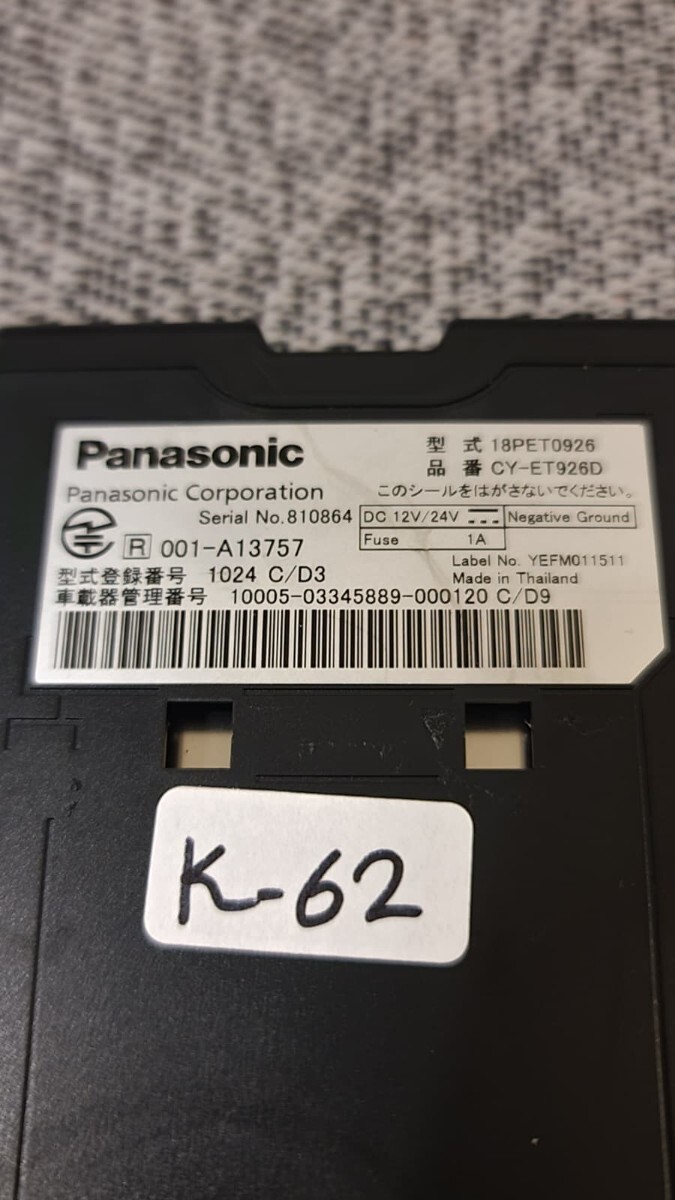 Panasonic
型 式 18PET0926
品 番 CY-ET926D
Panasonic Corporation
このシールをはがさないでください。
Serial No.810864
DC 12V/24V
Negative Ground
Fuse 1A
R 001-A13757
Label No. YEFM011511
Made in Thailand
型式登録番号 1024 C/D3
車載器管理番号 10005-03345889-000120 C/D9
K-62